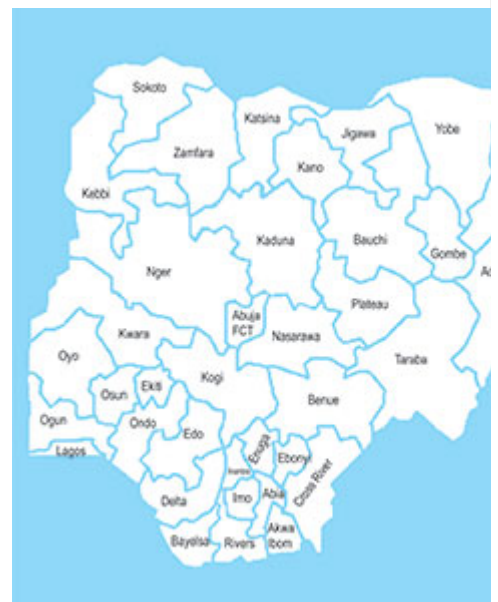 Sokoto
Katsina
Jigawa
Yobe
Zamfara
Kano
Kebbi
Kaduna
Bauchi
Gombe
Nger
Plateau
Abuja
FCT
Nasarawa
Kwara
Oyo
Taraba
Kogi
Osun
Ekiti
Benue
Ogun
Ondo
Edo
Lagos
Enugu
Ebonyi
Cross River
Delta
Imo
Abia
Akwa
Ibom
Bayelsa
Rivers